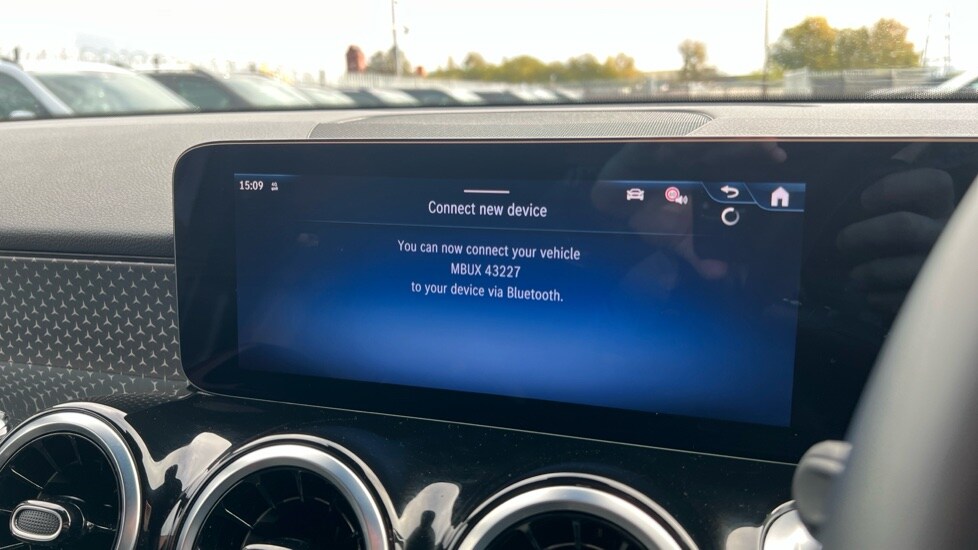 15:09
Connect new device
You can now connect your vehicle
MBUX 43227
to your device via Bluetooth.